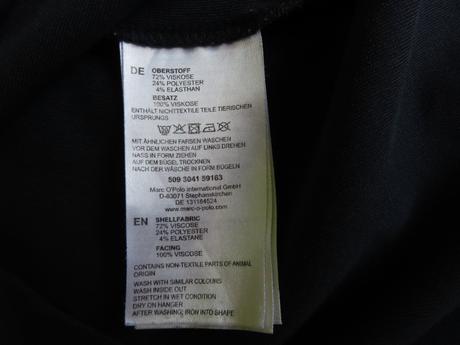 DE OBERSTOFF
72% VISKOSE
24% POLYESTER
4% ELASTHAN
BESATZ
100% VISKOSE
ENTHÄLT NICHTTEXTILE TEILE TIERISCHEN
URSPRUNGS
MIT ÄHNLICHEN FARBEN WASCHEN
VOR DEM WASCHEN AUF LINKS DREHEN
NASS IN FORM ZIEHEN
AUF DEM BÜGEL TROCKNEN
NACH DER WÄSCHE IN FORM BÜGELN
509 3041 59163
Marc O'Polo International GmbH
D-83071 Stephanskirchen
DE 131184524
www.marc-o-polo.com
EN SHELLFABRIC
72% VISCOSE
24% POLYESTER
4% ELASTANE
FACING
100% VISCOSE
CONTAINS NON-TEXTILE PARTS OF ANIMAL
ORIGIN
WASH WITH SIMILAR COLOURS
WASH INSIDE OUT
STRETCH IN WET CONDITION
DRY ON HANGER
AFTER WASHING, IRON INTO SHAPE